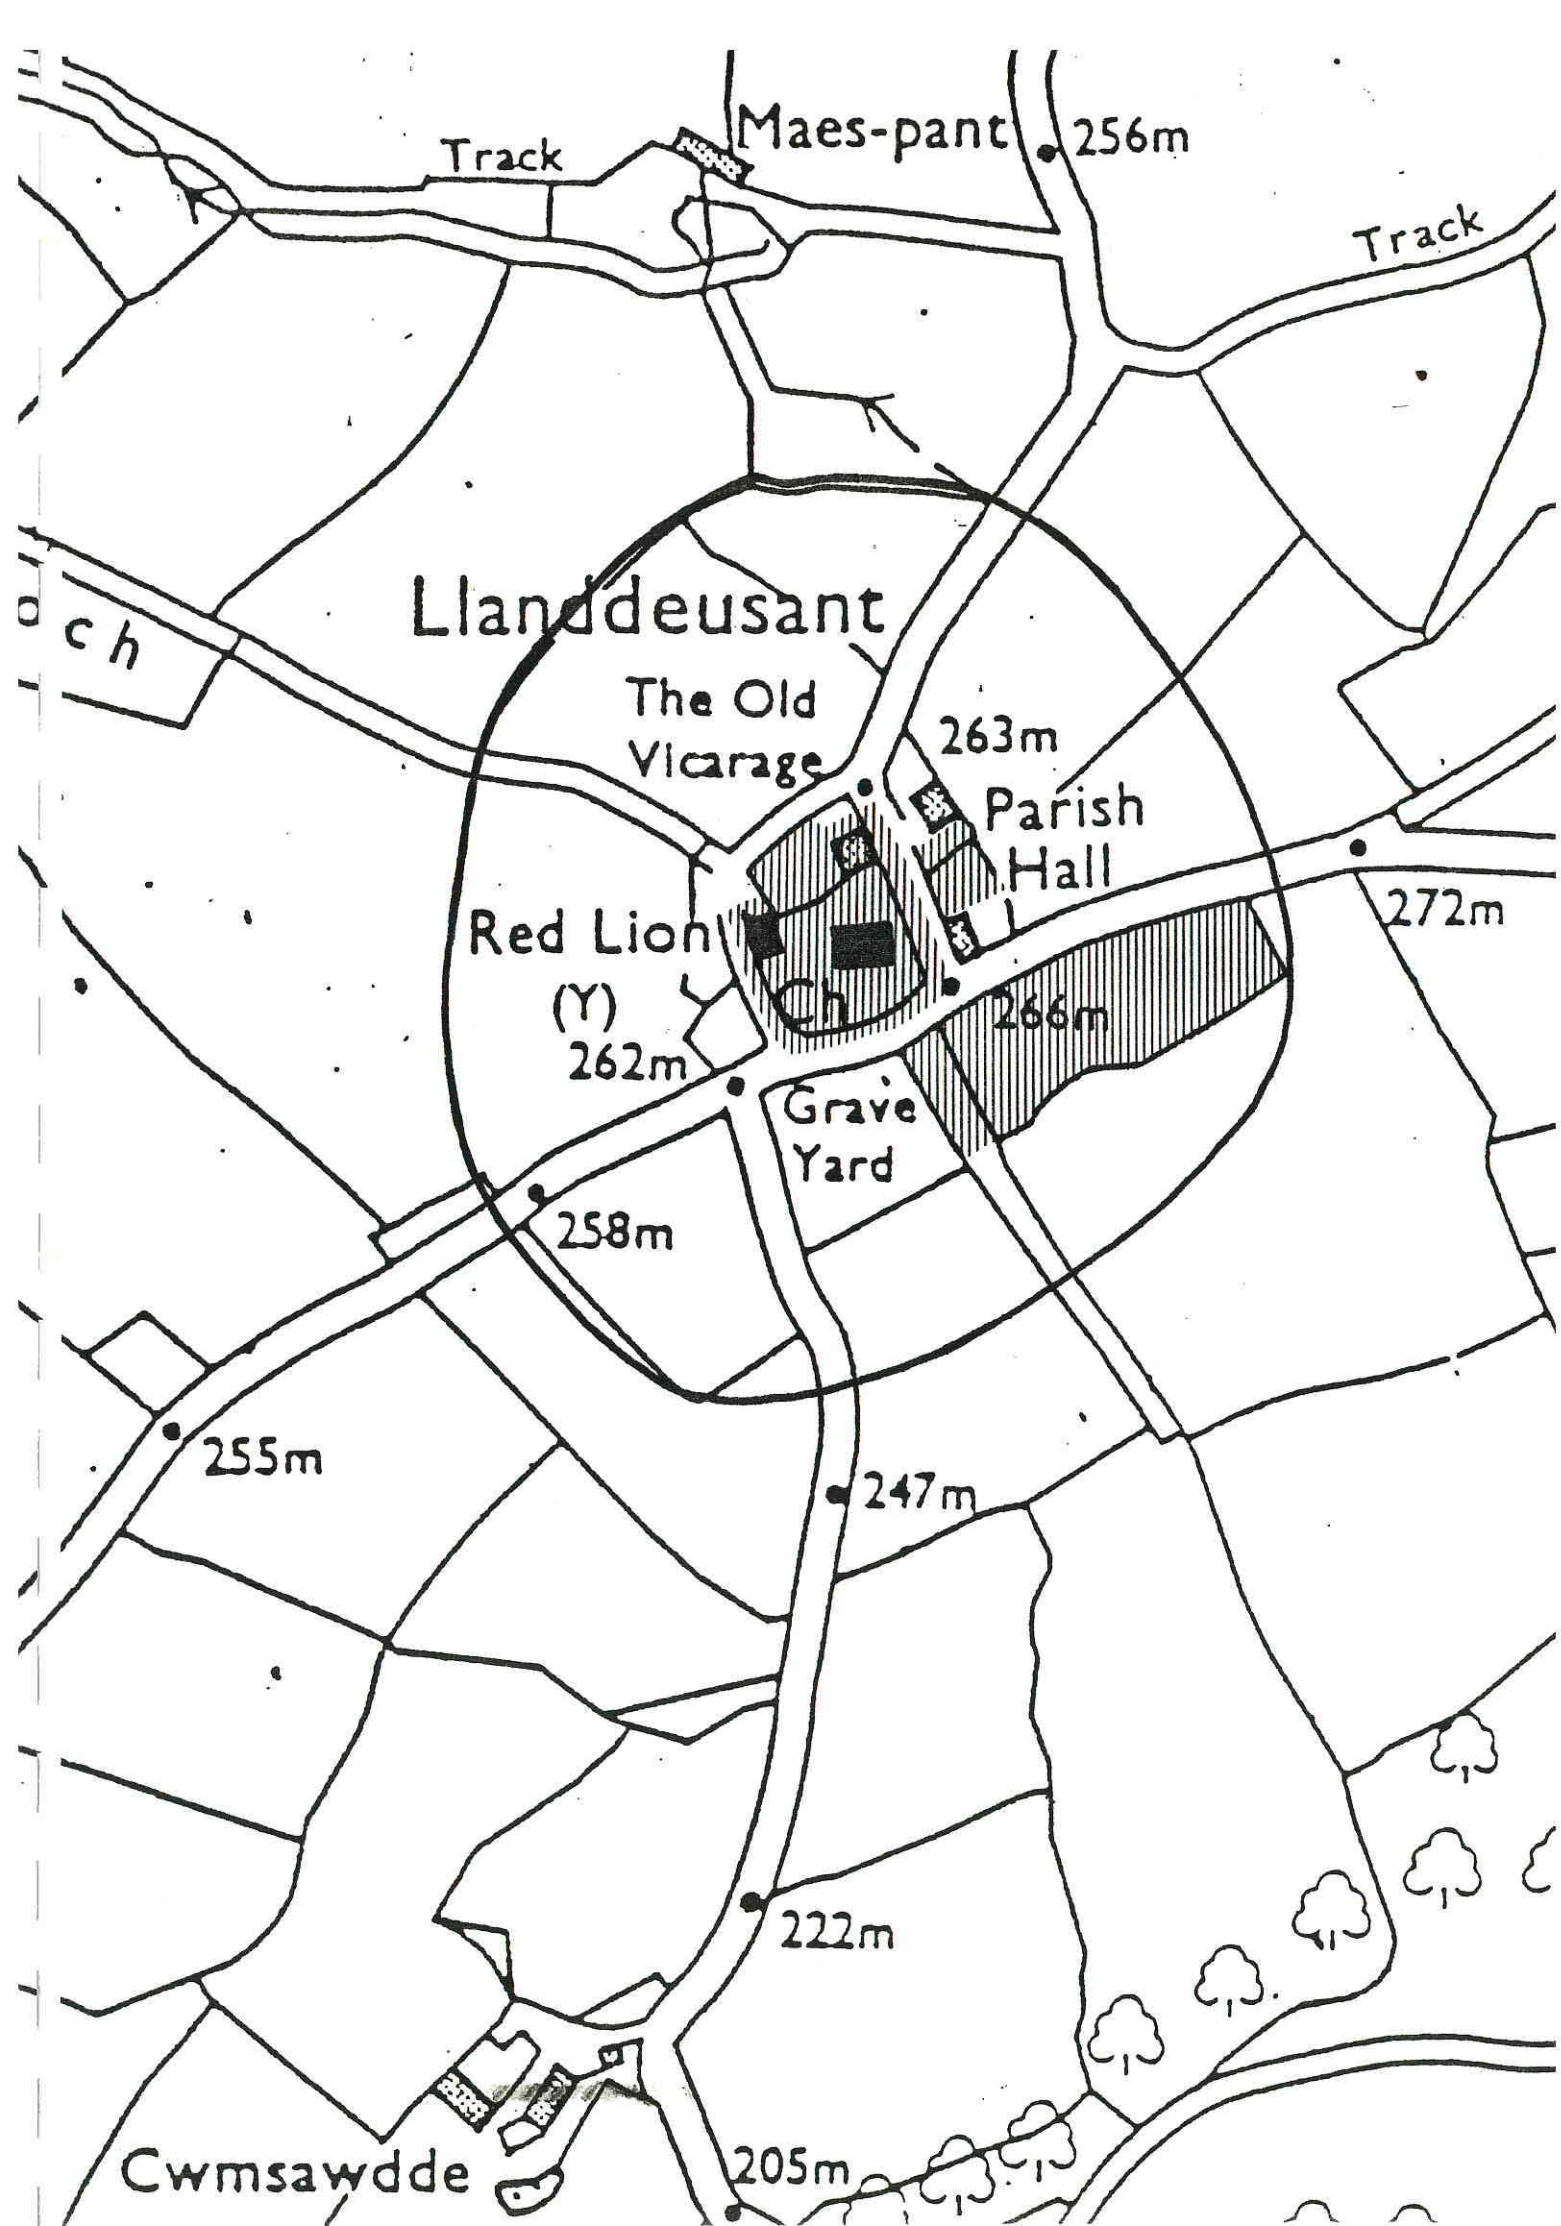 Maes-pant
256m
Track
Track
Llanddeusant
d ch
The Old
Vicarage
263m
Parish
Hall
272m
Red Lion
(Y)
Ch
266m
262m
Grave
Yard
258m
255m
247m
222m
Cwmsawdde
205m